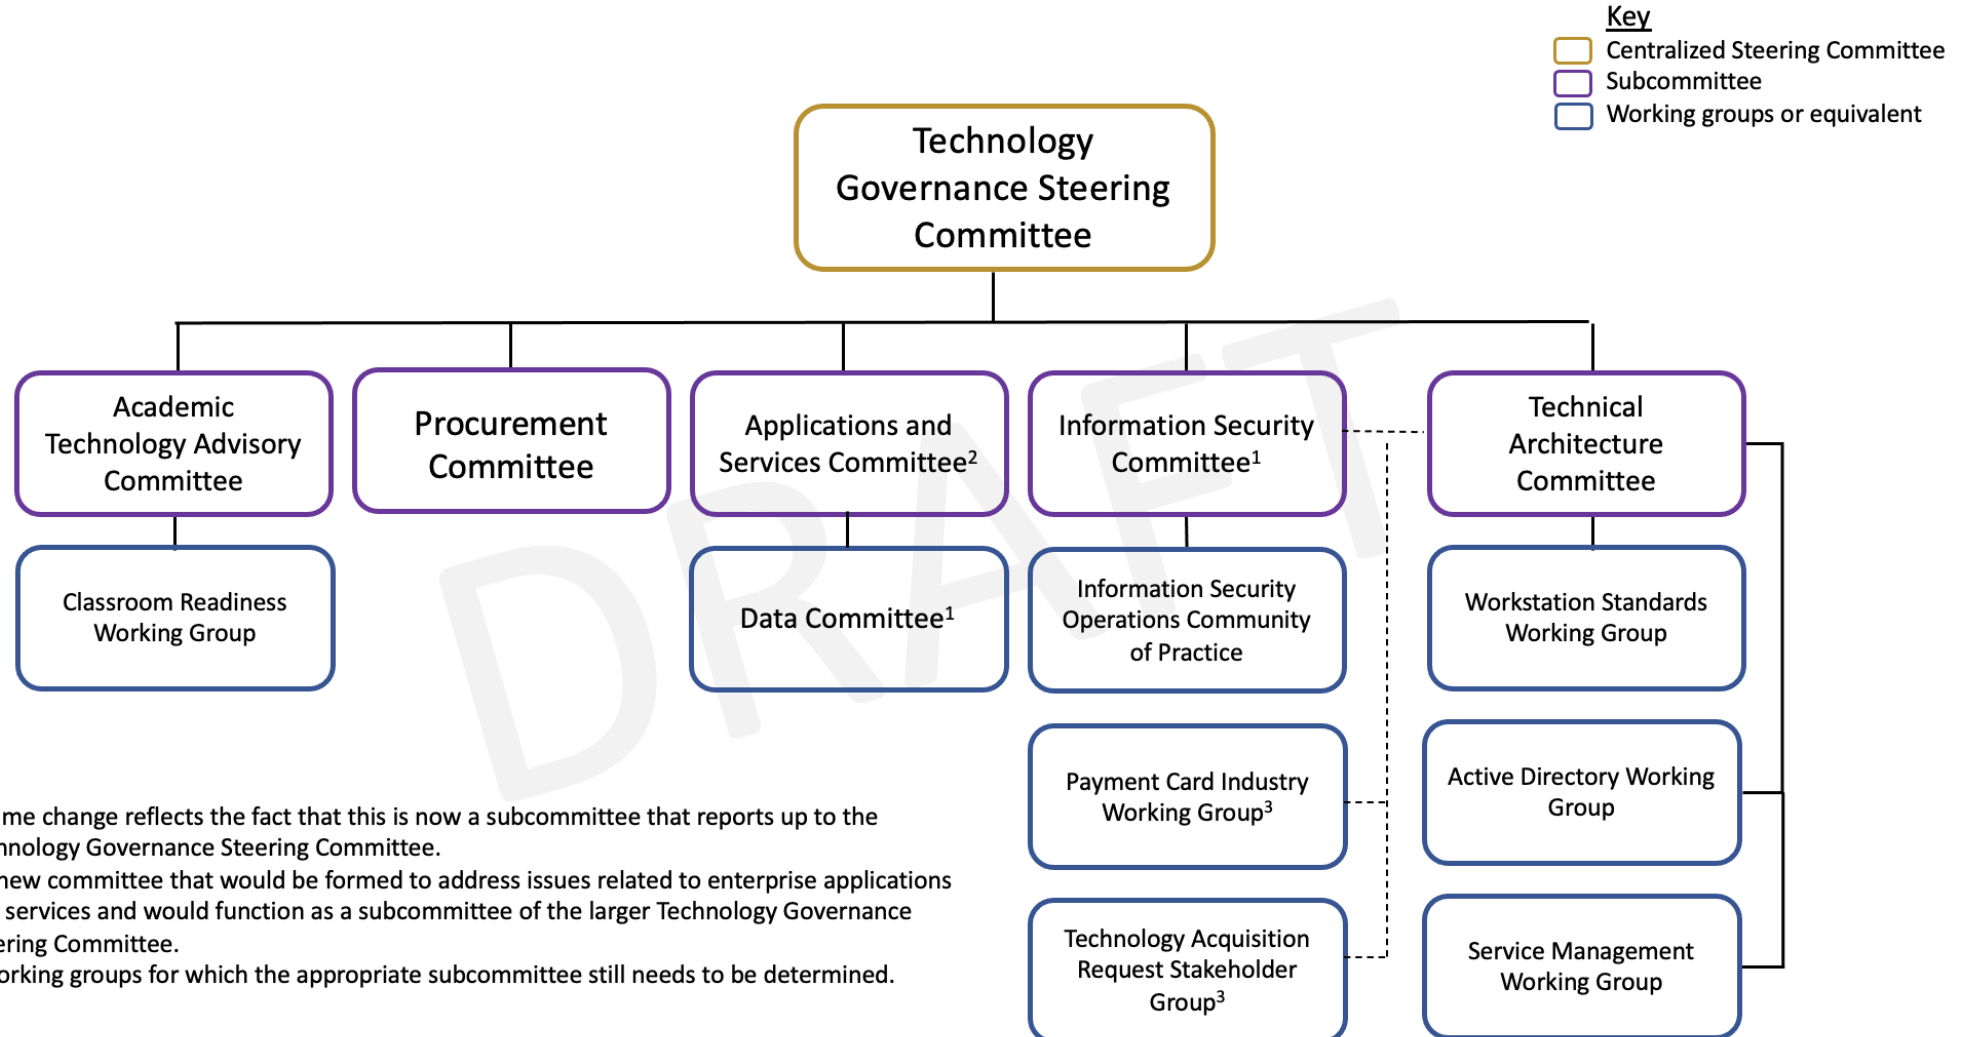 Key
Centralized Steering Committee
Subcommittee
Working groups or equivalent
Technology
Governance Steering
Committee
Academic
Technology Advisory
Committee
Procurement
Committee
Applications and
Services Committee²
Information Security
Committee¹
Technical
Architecture
Committee
Classroom Readiness
Working Group
Data Committee¹
Information Security
Operations Community
of Practice
Workstation Standards
Working Group
Payment Card Industry
Working Group³
Active Directory Working
Group
Technology Acquisition
Request Stakeholder
Group³
Service Management
Working Group
change reflects the fact that this is now a subcommittee that reports up to the
Governance Steering Committee.
new committee that would be formed to address issues related to enterprise applications
services and would function as a subcommittee of the larger Technology Governance
Committee.
groups for which the appropriate subcommittee still needs to be determined.
DRAFT